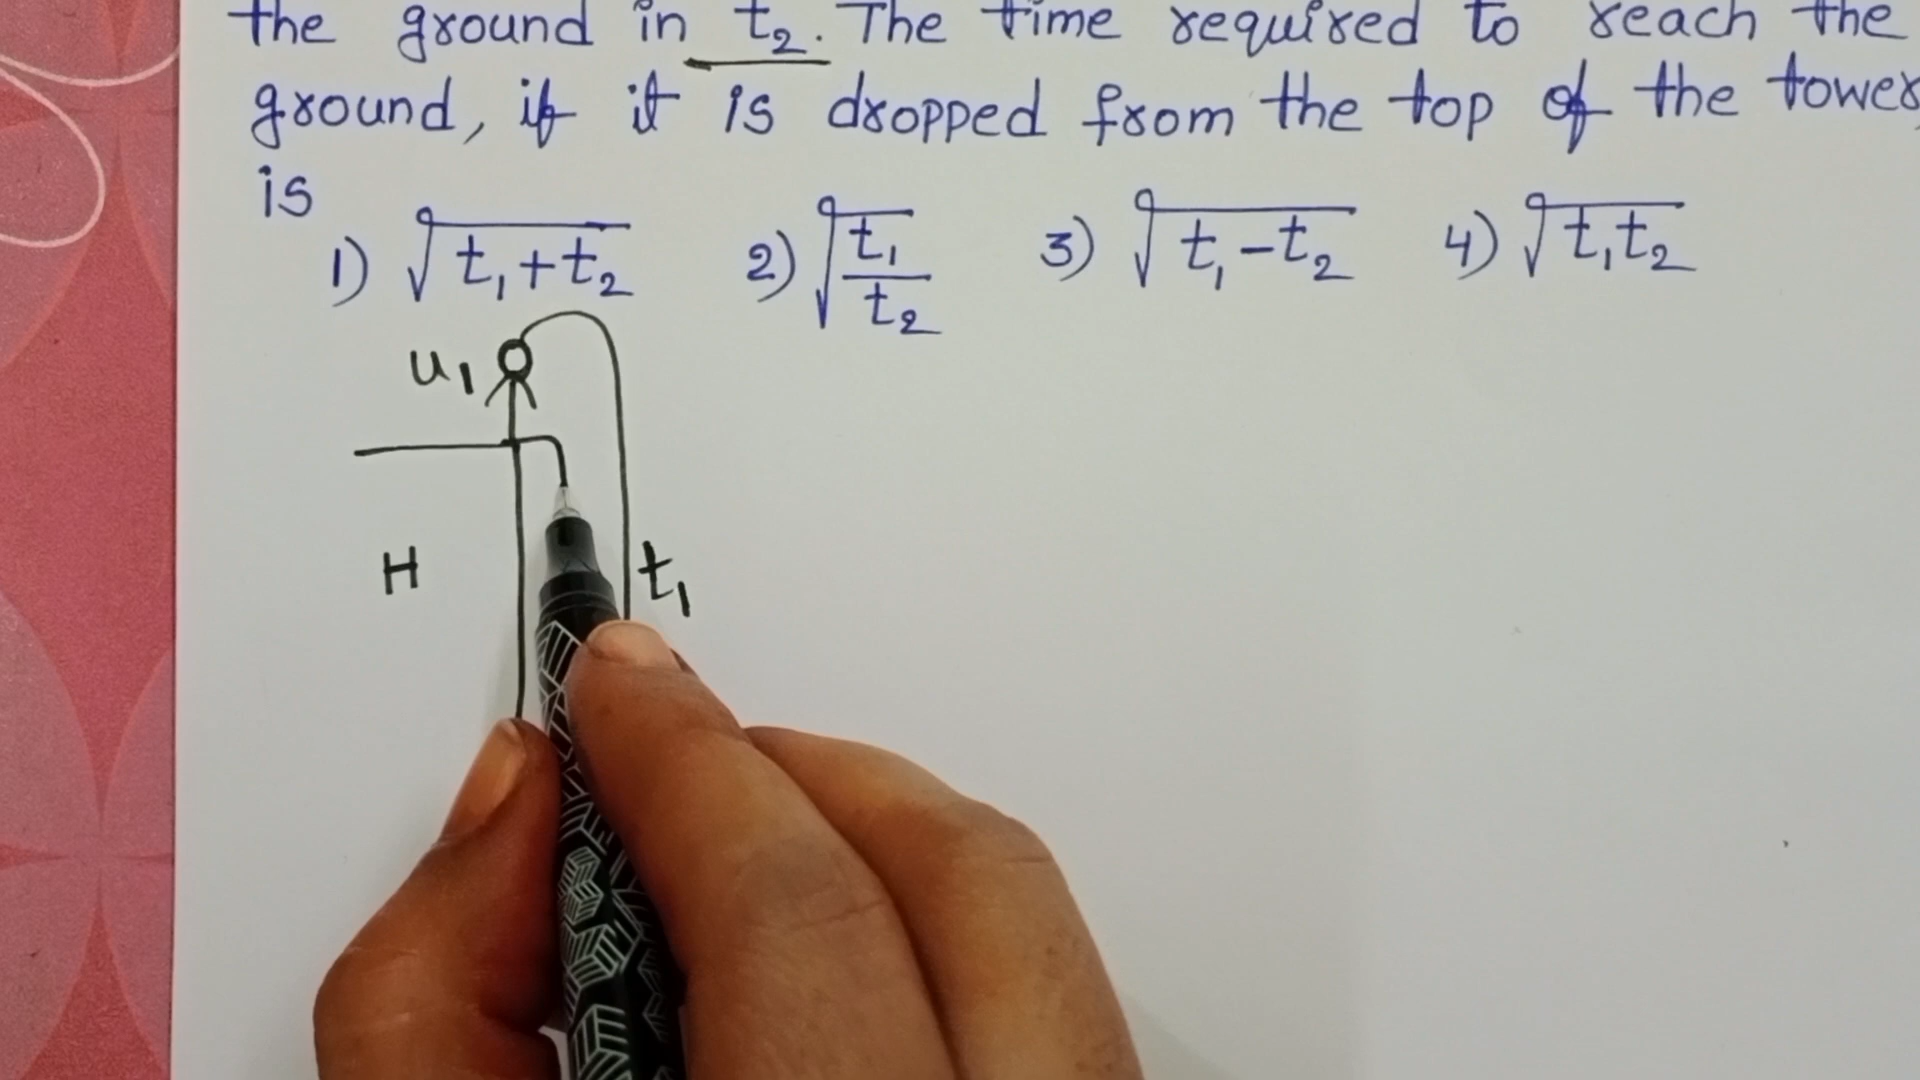 the ground in t₂. The time required to reach the
ground, if it is dropped from the top of the tower,
is
1) √(t₁+t₂) 2) √(t₁/t₂) 3) √(t₁-t₂) 4) √(t₁t₂)
u₁
H
t₁